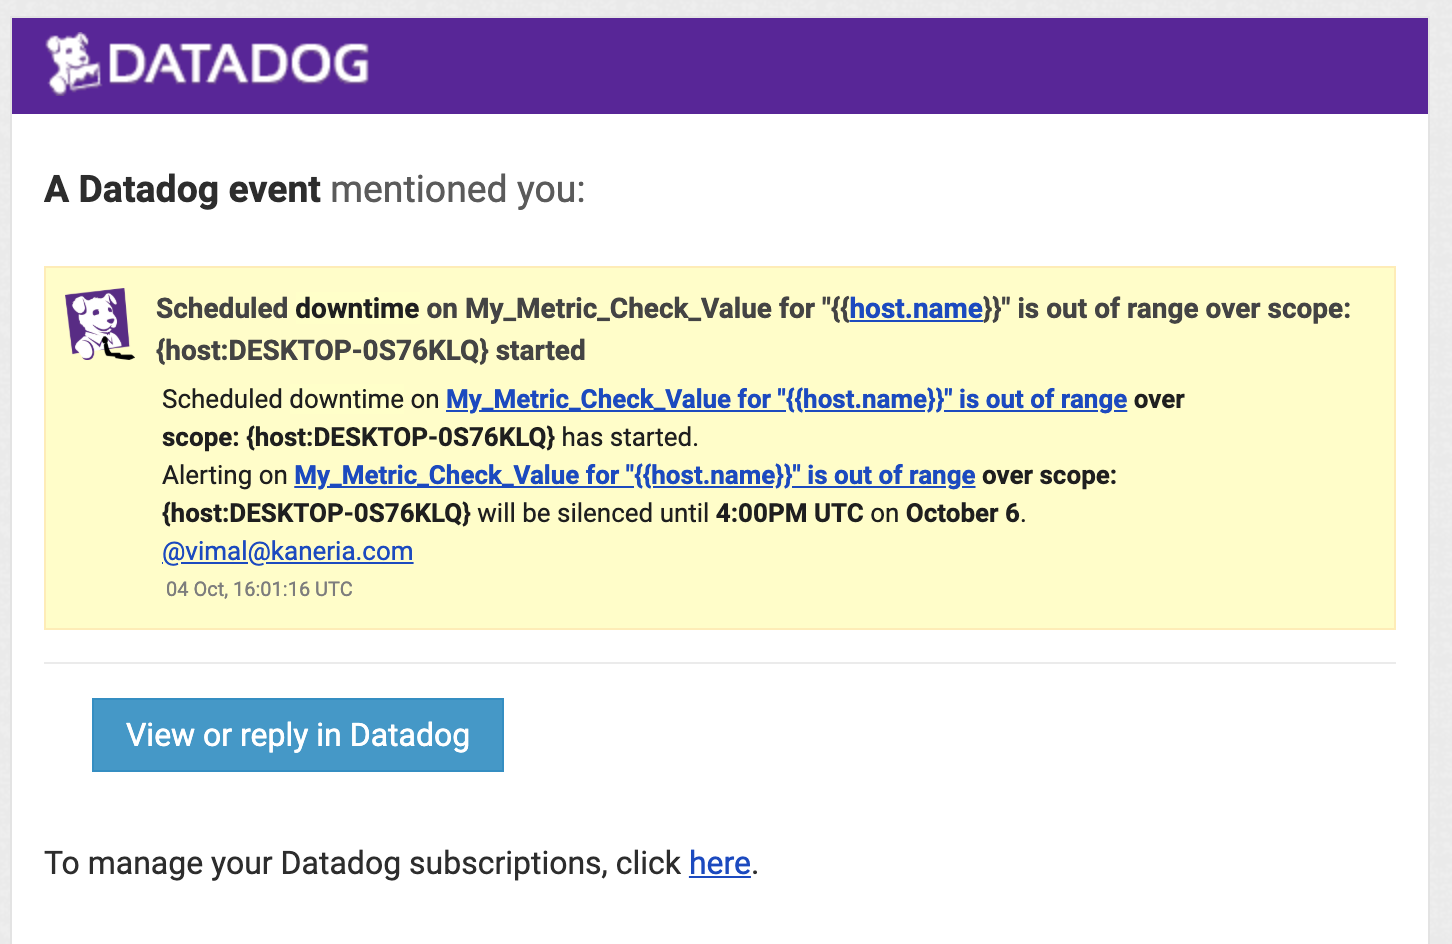 DATADOG
A Datadog event mentioned you:
Scheduled downtime on My_Metric_Check_Value for "{{host.name}}" is out of range over scope:
{host:DESKTOP-0S76KLQ} started
Scheduled downtime on My_Metric_Check_Value for "{{host.name}}" is out of range over
scope: {host:DESKTOP-0S76KLQ} has started.
Alerting on My_Metric_Check_Value for "{{host.name}}" is out of range over scope:
{host:DESKTOP-0S76KLQ} will be silenced until 4:00PM UTC on October 6.
@vimal@kaneria.com
04 Oct, 16:01:16 UTC
View or reply in Datadog
To manage your Datadog subscriptions, click here.